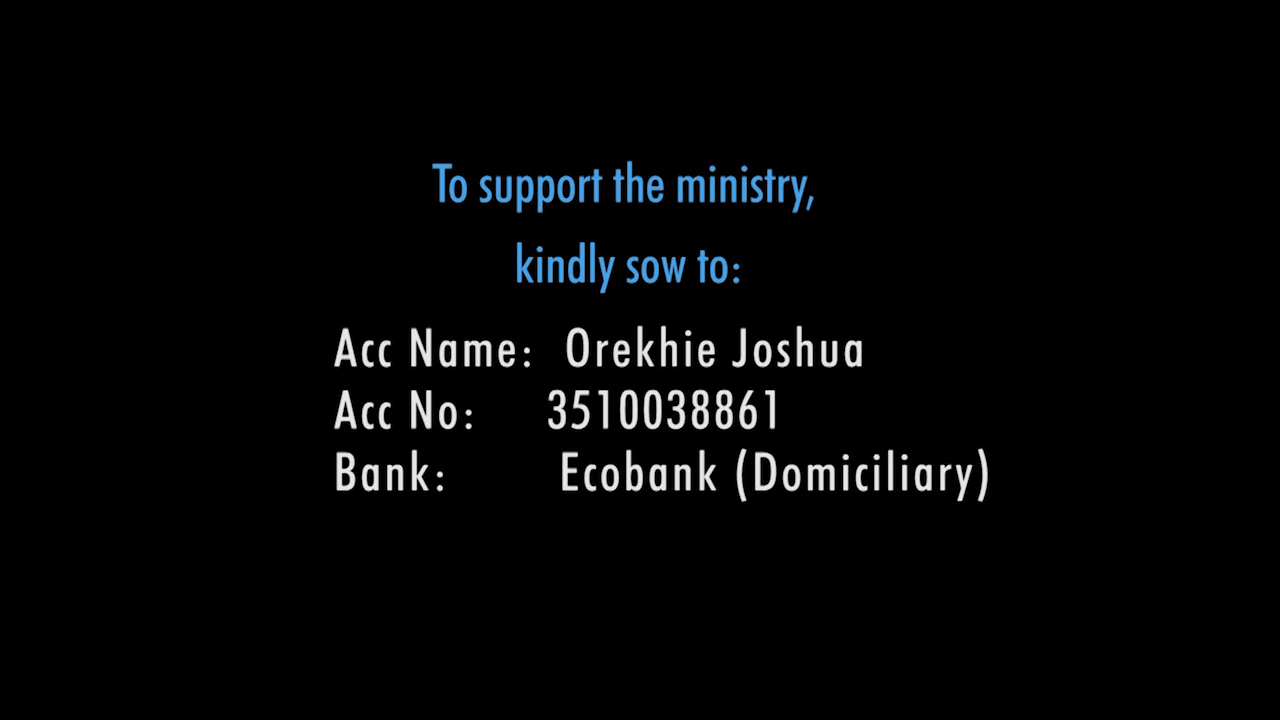 To support the ministry,
kindly sow to:
Acc Name: Orekhie Joshua
Acc No: 3510038861
Bank: Ecobank (Domiciliary)